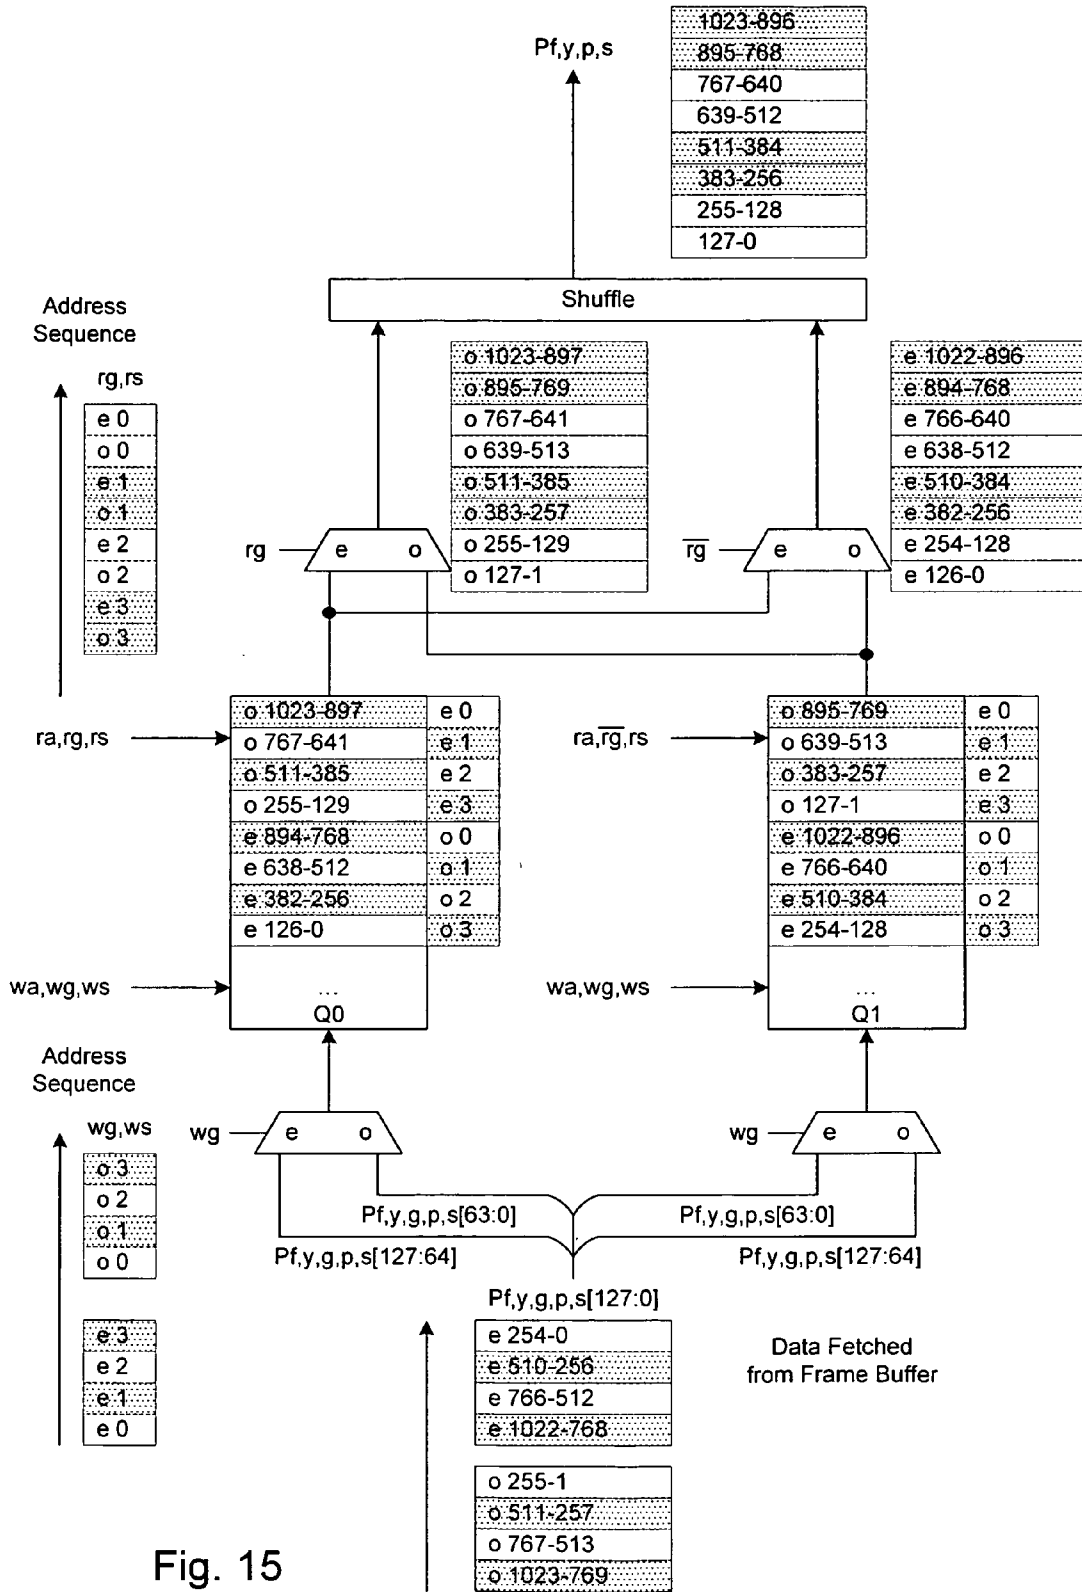 Pf,y,p,s
1023-896
895-768
767-640
639-512
511-384
383-256
255-128
127-0
Shuffle
Address
Sequence
rg,rs
e 0
o 0
e 1
o 1
e 2
o 2
e 3
o 3
o 1023-897
o 895-769
o 767-641
o 639-513
o 511-385
o 383-257
o 255-129
o 127-1
e 1022-896
e 894-768
e 766-640
e 638-512
e 510-384
e 382-256
e 254-128
e 126-0
rg
e o
r̅g̅
e o
ra,rg,rs
o 1023-897 e 0
o 767-641 e 1
o 511-385 e 2
o 255-129 e 3
e 894-768 o 0
e 638-512 o 1
e 382-256 o 2
e 126-0 o 3
...
Q0
wa,wg,ws
ra,r̅g̅,rs
o 895-769 e 0
o 639-513 e 1
o 383-257 e 2
o 127-1 e 3
e 1022-896 o 0
e 766-640 o 1
e 510-384 o 2
e 254-128 o 3
...
Q1
wa,wg,ws
Address
Sequence
wg,ws
o 3
o 2
o 1
o 0
e 3
e 2
e 1
e 0
wg
e o
wg
e o
Pf,y,g,p,s[63:0]
Pf,y,g,p,s[63:0]
Pf,y,g,p,s[127:64]
Pf,y,g,p,s[127:64]
Pf,y,g,p,s[127:0]
e 254-0
e 510-256
e 766-512
e 1022-768
o 255-1
o 511-257
o 767-513
o 1023-769
Data Fetched
from Frame Buffer
Fig. 15